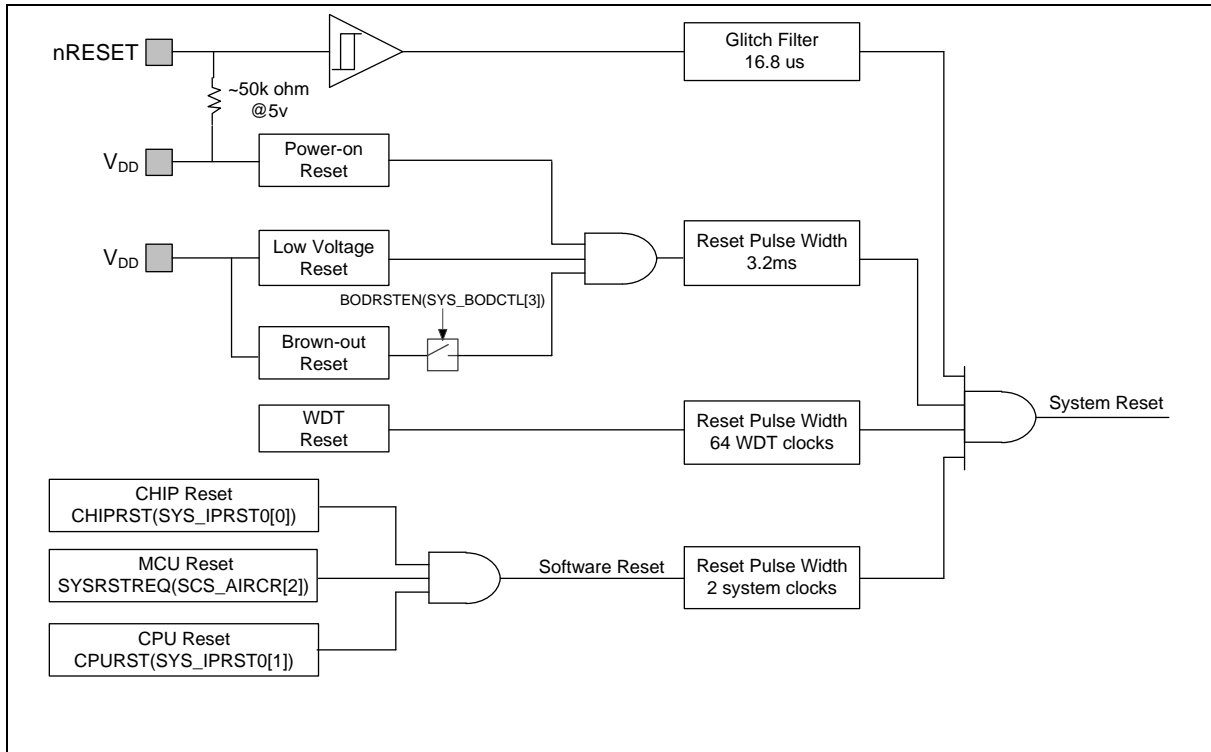 nRESET
Glitch Filter
16.8 us
~50k ohm
@5v
VDD
Power-on
Reset
VDD
Low Voltage
Reset
Reset Pulse Width
3.2ms
BODRSTEN(SYS_BODCTL[3])
Brown-out
Reset
System Reset
WDT
Reset
Reset Pulse Width
64 WDT clocks
CHIP Reset
CHIPRST(SYS_IPRST0[0])
MCU Reset
SYSRSTREQ(SCS_AIRCR[2])
Software Reset
Reset Pulse Width
2 system clocks
CPU Reset
CPURST(SYS_IPRST0[1])